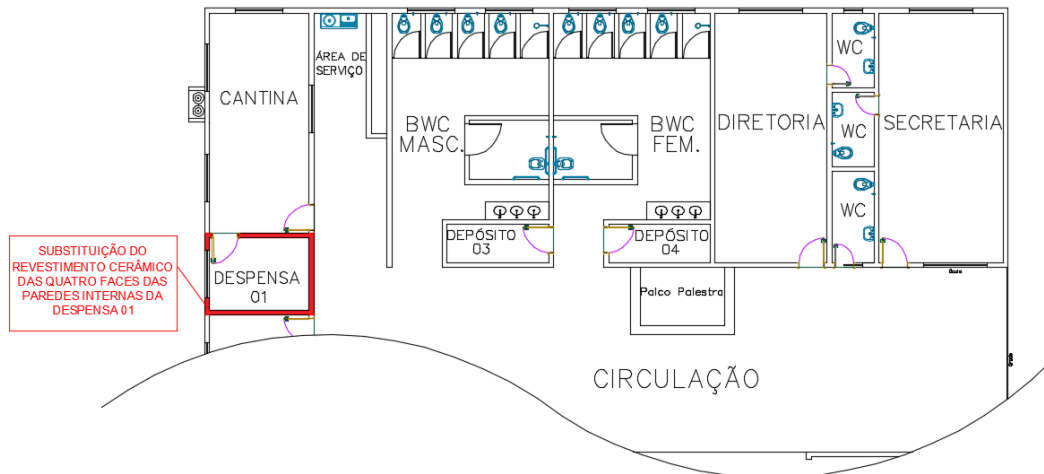 ÁREA DE
SERVIÇO
CANTINA
BWC
MASC.
BWC
FEM.
DIRETORIA
WC
WC
WC
SECRETARIA
DEPÓSITO
03
DEPÓSITO
04
SUBSTITUIÇÃO DO
REVESTIMENTO CERÂMICO
DAS QUATRO FACES DAS
PAREDES INTERNAS DA
DESPENSA 01
DESPENSA
01
Palco Palestra
CIRCULAÇÃO